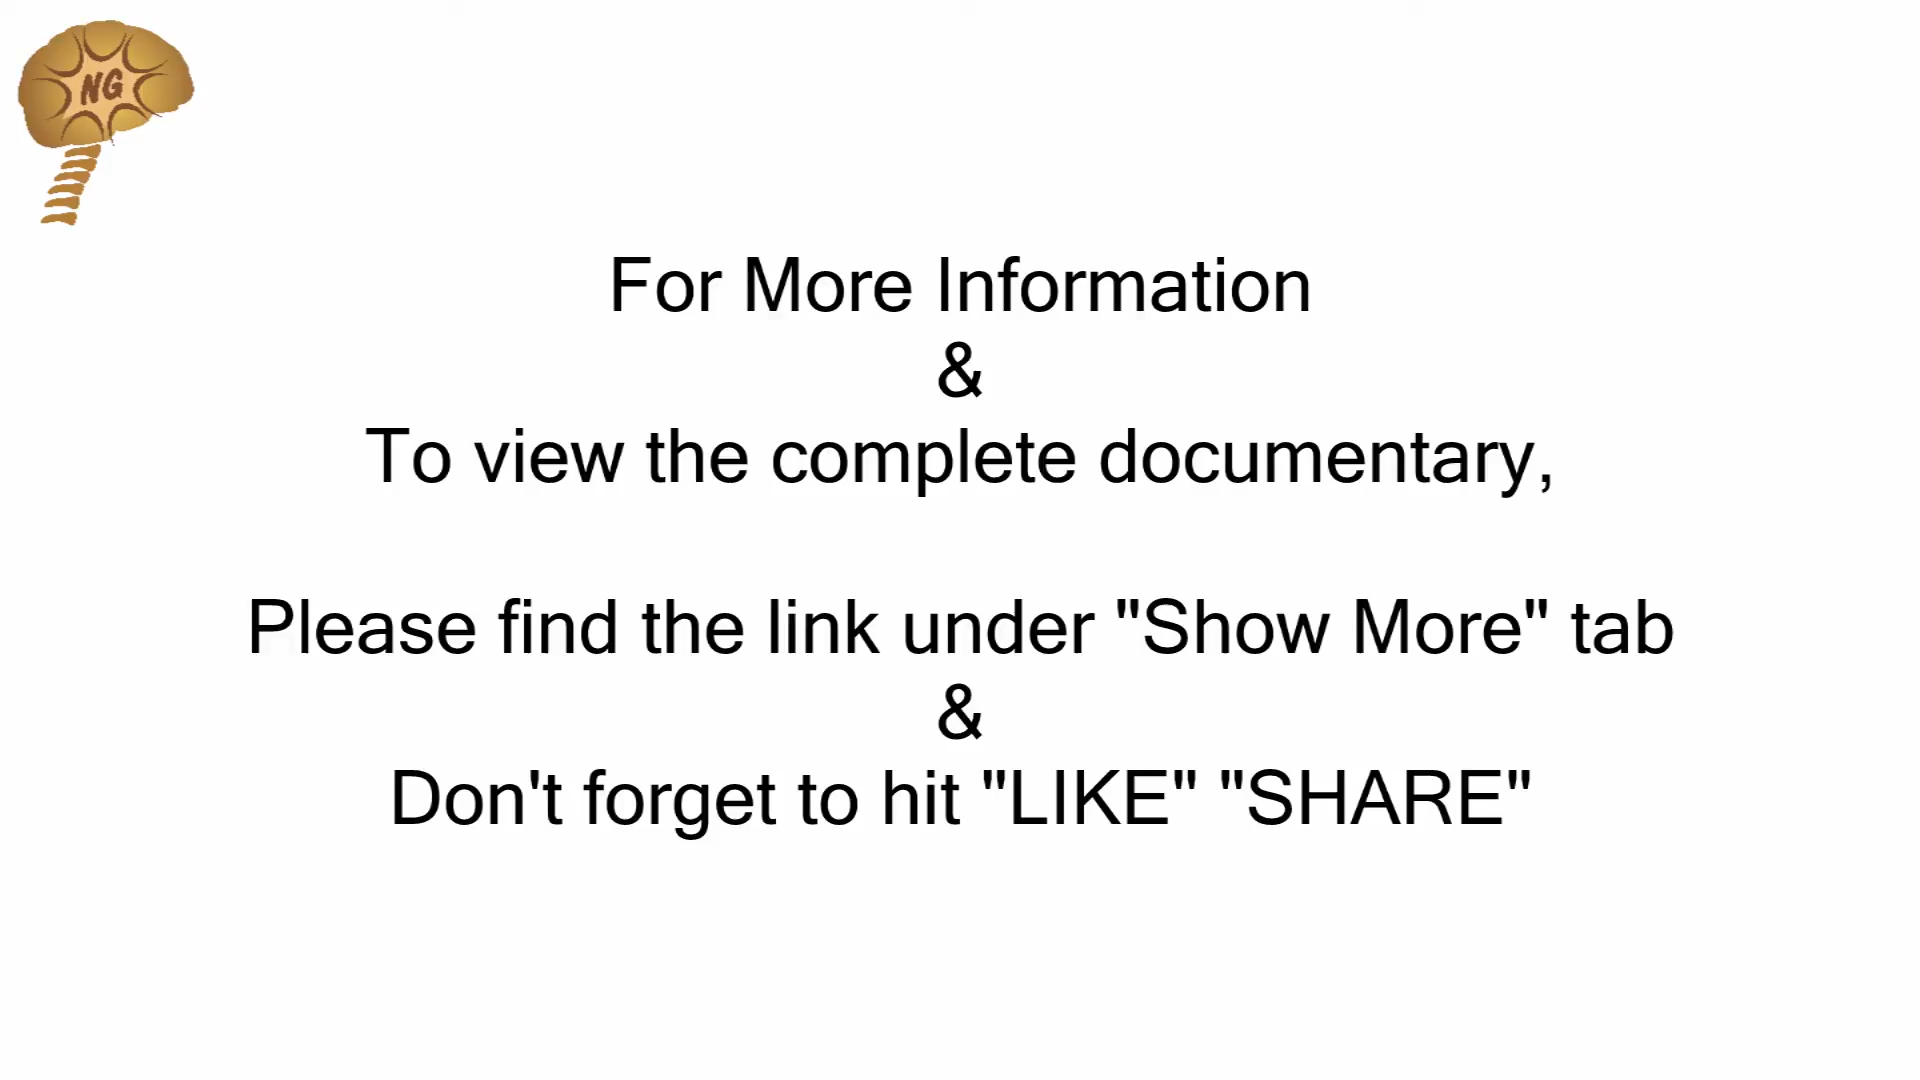 NG
For More Information
&
To view the complete documentary,
Please find the link under "Show More" tab
&
Don't forget to hit "LIKE" "SHARE"